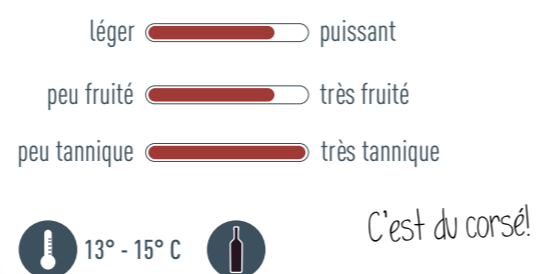 léger puissant
peu fruité très fruité
peu tannique très tannique
13° - 15° C
C'est du corsé!